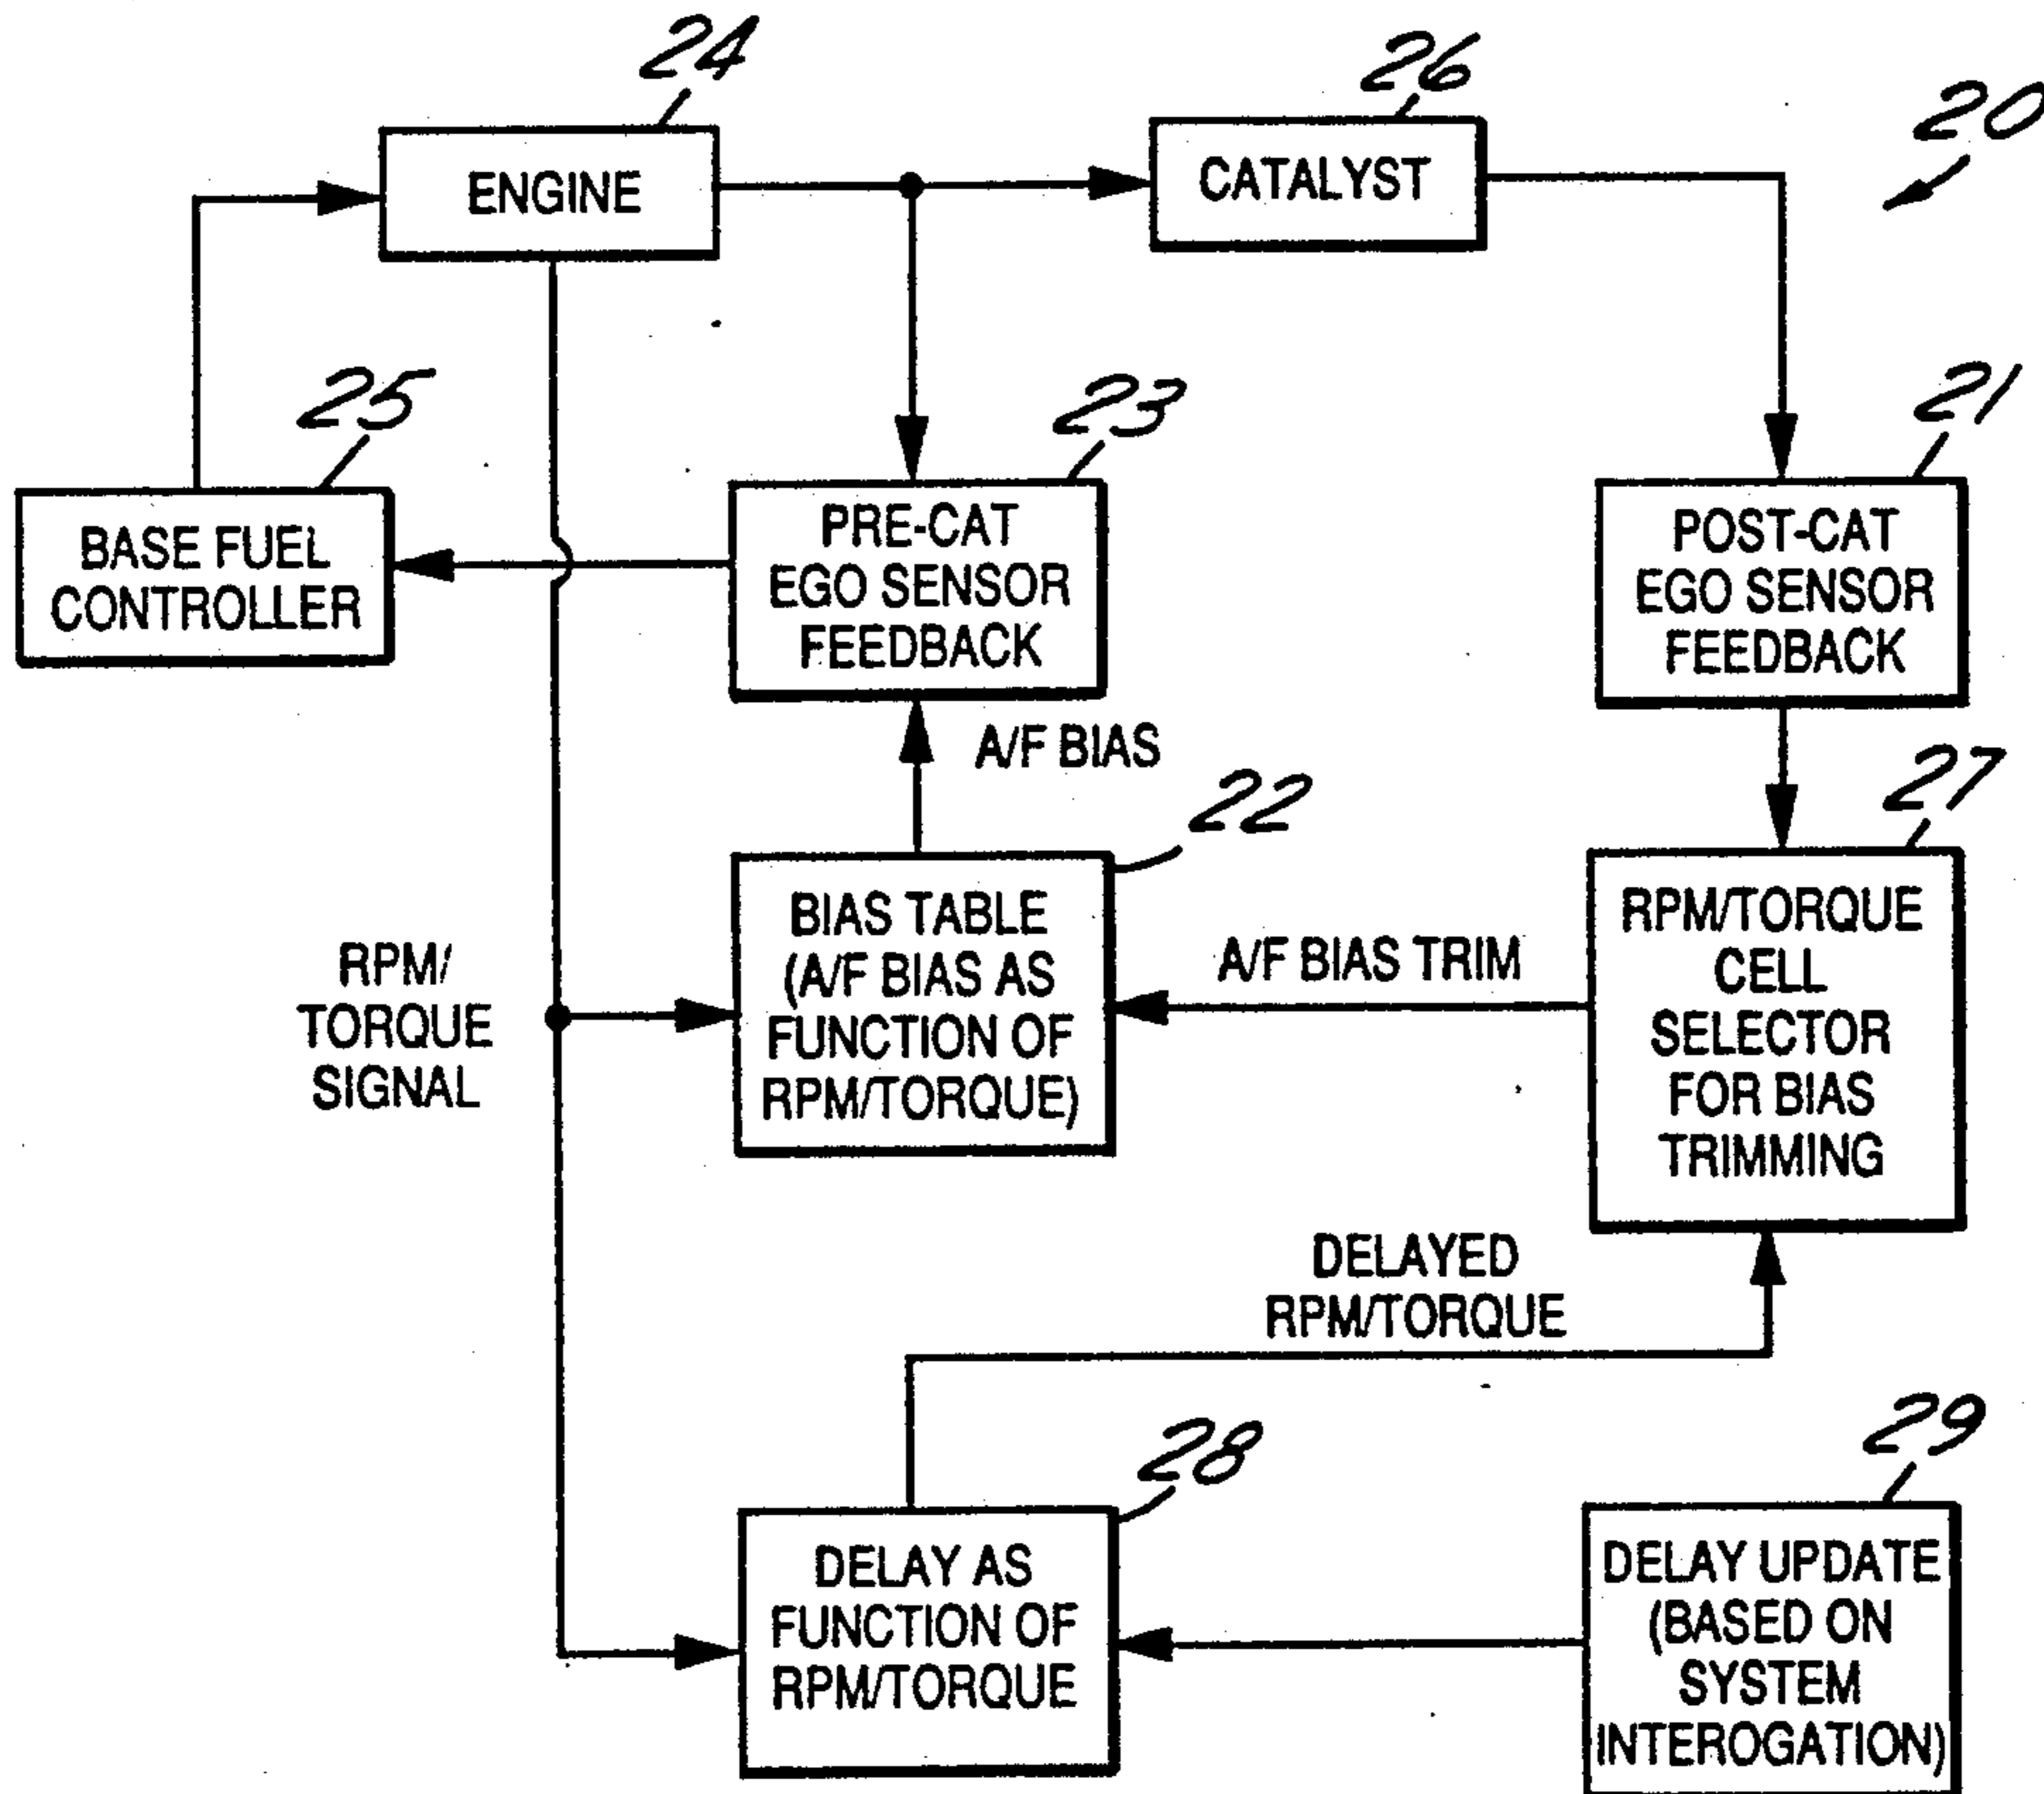 24
26
20
ENGINE
CATALYST
25
23
21
BASE FUEL
CONTROLLER
PRE-CAT
EGO SENSOR
FEEDBACK
POST-CAT
EGO SENSOR
FEEDBACK
A/F BIAS
22
27
BIAS TABLE
(A/F BIAS AS
FUNCTION OF
RPM/TORQUE)
RPM/TORQUE
CELL
SELECTOR
FOR BIAS
TRIMMING
A/F BIAS TRIM
RPM/
TORQUE
SIGNAL
DELAYED
RPM/TORQUE
28
29
DELAY AS
FUNCTION OF
RPM/TORQUE
DELAY UPDATE
(BASED ON
SYSTEM
INTEROGATION)